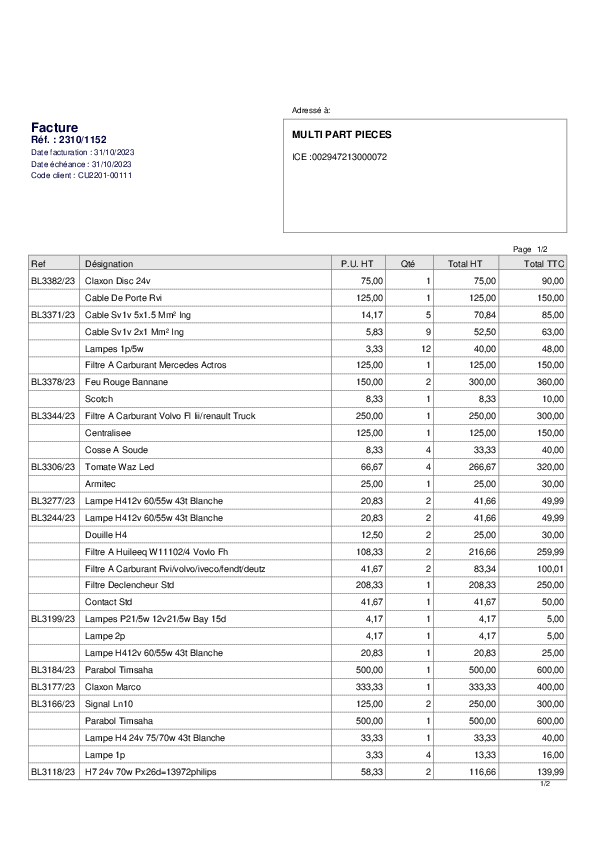 Adressé à:
Facture
Réf. : 2310/1152
Date facturation : 31/10/2023
Date échéance : 31/10/2023
Code client : CU2201-00111
MULTI PART PIECES
ICE :002947213000072
Page 1/2
Ref Désignation P.U. HT Qté Total HT Total TTC
BL3382/23 Claxon Disc 24v 75,00 1 75,00 90,00
Cable De Porte Rvi 125,00 1 125,00 150,00
BL3371/23 Cable Sv1v 5x1.5 Mm² Ing 14,17 5 70,84 85,00
Cable Sv1v 2x1 Mm² Ing 5,83 9 52,50 63,00
Lampes 1p/5w 3,33 12 40,00 48,00
Filtre A Carburant Mercedes Actros 125,00 1 125,00 150,00
BL3378/23 Feu Rouge Bannane 150,00 2 300,00 360,00
Scotch 8,33 1 8,33 10,00
BL3344/23 Filtre A Carburant Volvo Fl Iii/renault Truck 250,00 1 250,00 300,00
Centralisee 125,00 1 125,00 150,00
Cosse A Soude 8,33 4 33,33 40,00
BL3306/23 Tomate Waz Led 66,67 4 266,67 320,00
Armitec 25,00 1 25,00 30,00
BL3277/23 Lampe H412v 60/55w 43t Blanche 20,83 2 41,66 49,99
BL3244/23 Lampe H412v 60/55w 43t Blanche 20,83 2 41,66 49,99
Douille H4 12,50 2 25,00 30,00
Filtre A Huileeq W11102/4 Vovlo Fh 108,33 2 216,66 259,99
Filtre A Carburant Rvi/volvo/iveco/fendt/deutz 41,67 2 83,34 100,01
Filtre Declencheur Std 208,33 1 208,33 250,00
Contact Std 41,67 1 41,67 50,00
BL3199/23 Lampes P21/5w 12v21/5w Bay 15d 4,17 1 4,17 5,00
Lampe 2p 4,17 1 4,17 5,00
Lampe H412v 60/55w 43t Blanche 20,83 1 20,83 25,00
BL3184/23 Parabol Timsaha 500,00 1 500,00 600,00
BL3177/23 Claxon Marco 333,33 1 333,33 400,00
BL3166/23 Signal Ln10 125,00 2 250,00 300,00
Parabol Timsaha 500,00 1 500,00 600,00
Lampe H4 24v 75/70w 43t Blanche 33,33 1 33,33 40,00
Lampe 1p 3,33 4 13,33 16,00
BL3118/23 H7 24v 70w Px26d=13972philips 58,33 2 116,66 139,99
1/2